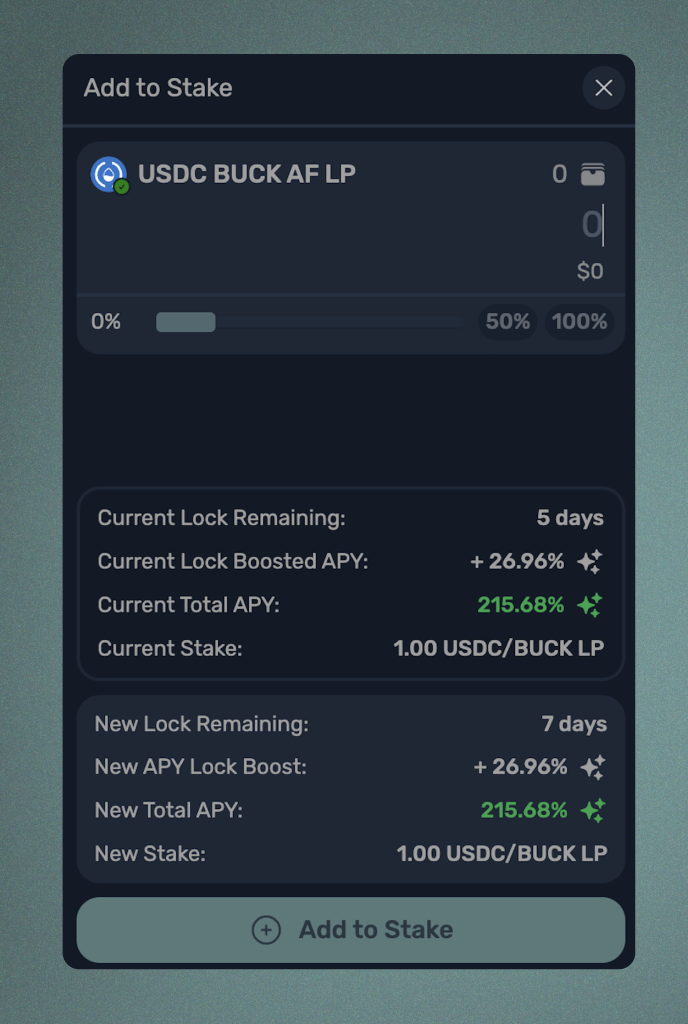 Add to Stake
USDC BUCK AF LP 0
0
$0
0% 50% 100%
Current Lock Remaining: 5 days
Current Lock Boosted APY: + 26.96%
Current Total APY: 215.68%
Current Stake: 1.00 USDC/BUCK LP
New Lock Remaining: 7 days
New APY Lock Boost: + 26.96%
New Total APY: 215.68%
New Stake: 1.00 USDC/BUCK LP
Add to Stake